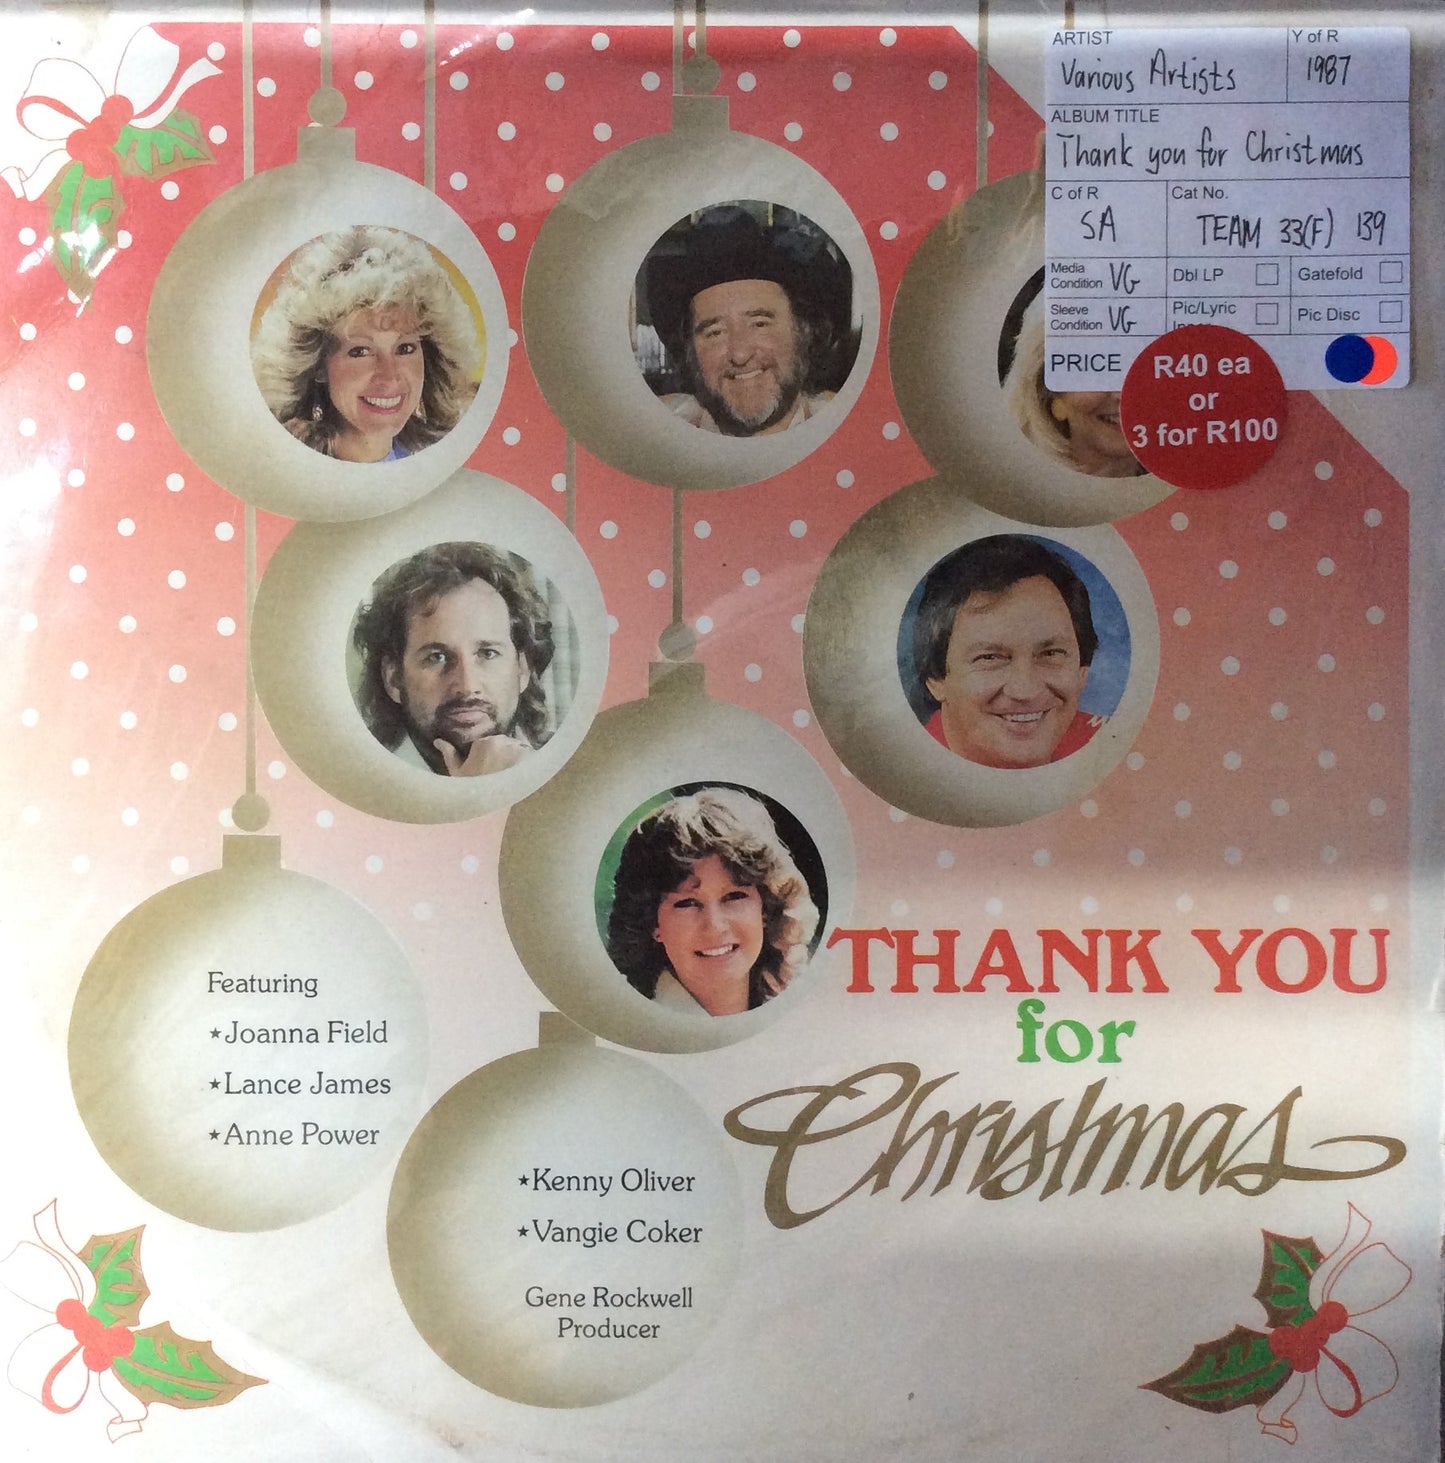 ARTIST
Various Artists
Y of R
1987
ALBUM TITLE
Thank you for Christmas
C of R
SA
Cat No.
TEAM 33(F) 139
Media
Condition VG
Dbl LP
Gatefold
Sleeve
Condition VG
Pic/Lyric
Pic Disc
PRICE
R40 ea
or
3 for R100
THANK YOU
for
Christmas
Featuring
★Joanna Field
★Lance James
★Anne Power
★Kenny Oliver
★Vangie Coker
Gene Rockwell
Producer